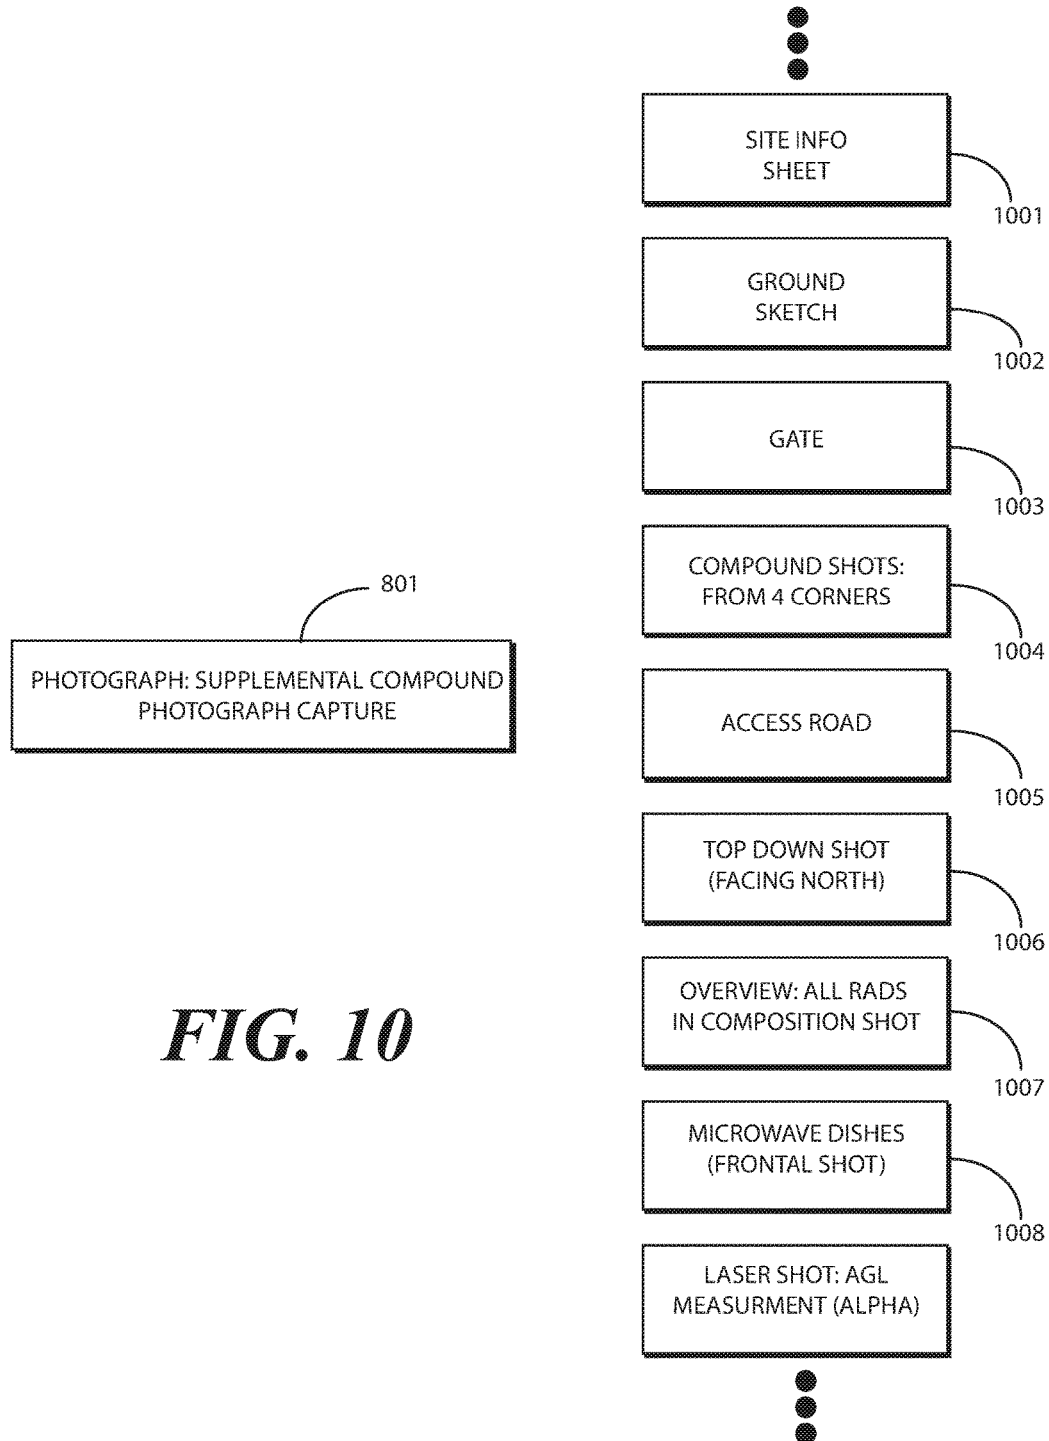 SITE INFO
SHEET
1001
GROUND
SKETCH
1002
GATE
1003
COMPOUND SHOTS:
FROM 4 CORNERS
1004
801
PHOTOGRAPH: SUPPLEMENTAL COMPOUND
PHOTOGRAPH CAPTURE
ACCESS ROAD
1005
TOP DOWN SHOT
(FACING NORTH)
1006
OVERVIEW: ALL RADS
IN COMPOSITION SHOT
1007
FIG. 10
MICROWAVE DISHES
(FRONTAL SHOT)
1008
LASER SHOT: AGL
MEASURMENT (ALPHA)